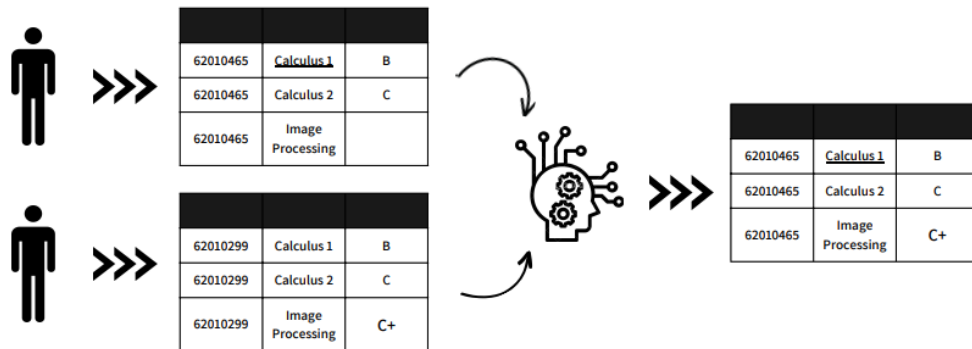 62010465 Calculus 1 B
62010465 Calculus 2 C
62010465 Image Processing
62010299 Calculus 1 B
62010299 Calculus 2 C
62010299 Image Processing C+
62010465 Calculus 1 B
62010465 Calculus 2 C
62010465 Image Processing C+